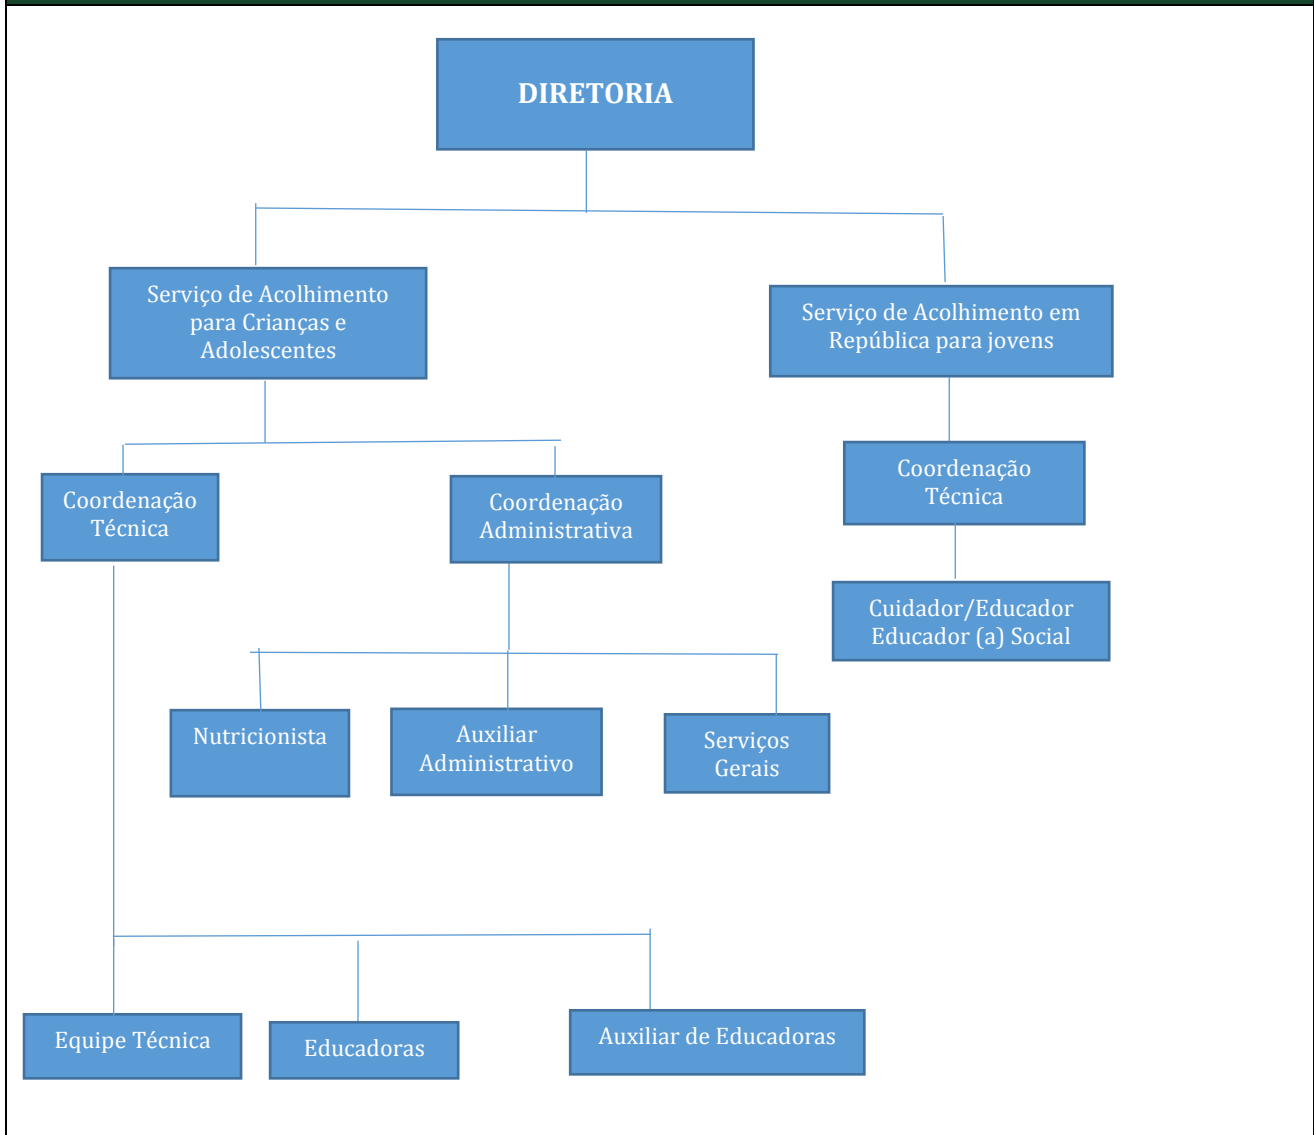 DIRETORIA
Serviço de Acolhimento
para Crianças e
Adolescentes
Serviço de Acolhimento em
República para jovens
Coordenação
Técnica
Coordenação
Administrativa
Coordenação
Técnica
Cuidador/Educador
Educador (a) Social
Nutricionista
Auxiliar
Administrativo
Serviços
Gerais
Equipe Técnica
Educadoras
Auxiliar de Educadoras